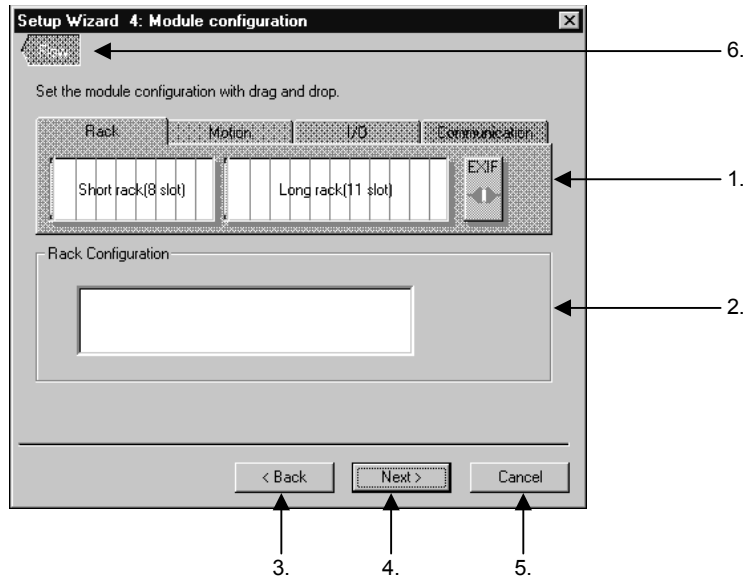 Setup Wizard 4: Module configuration
6.
Set the module configuration with drag and drop.
Rack Motion I/O Communication
Short rack(8 slot) Long rack(11 slot) EXIF
1.
Rack Configuration
2.
< Back Next > Cancel
3. 4. 5.